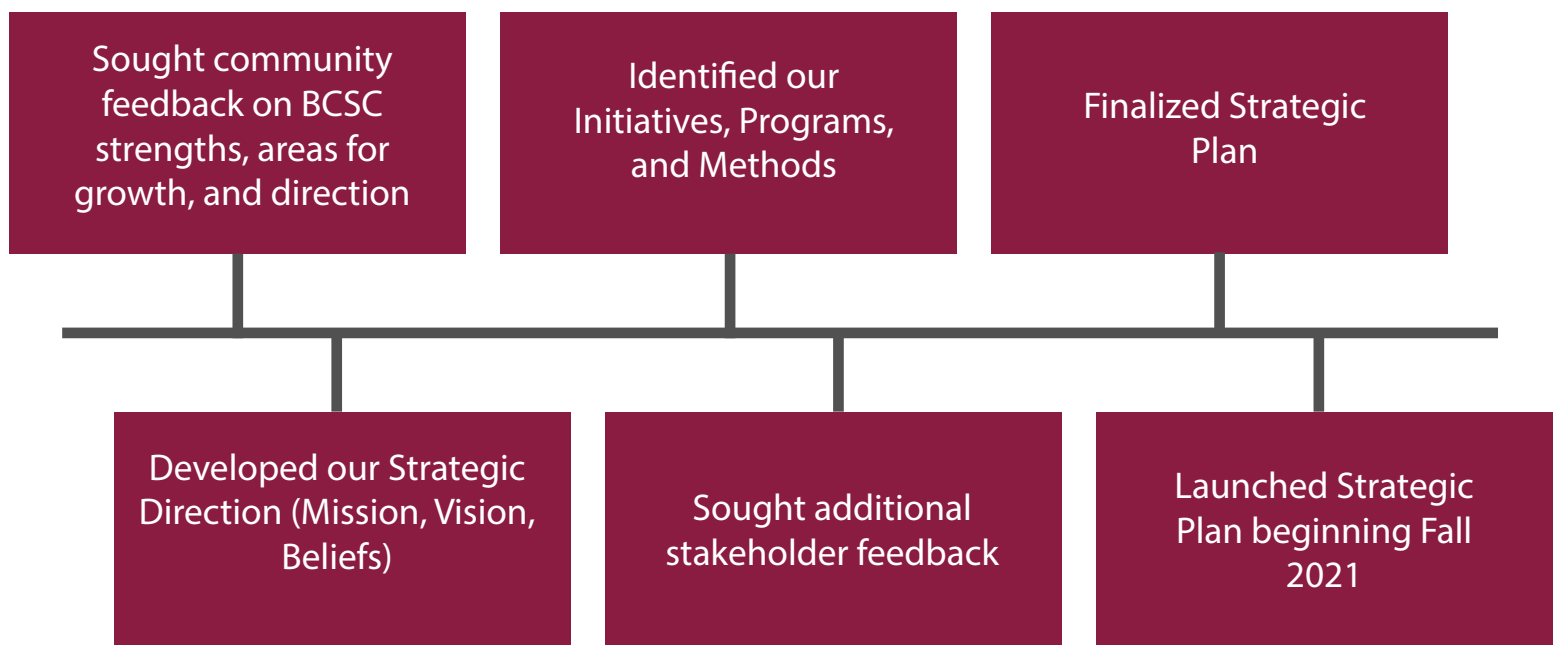 Sought community
feedback on BCSC
strengths, areas for
growth, and direction
Developed our Strategic
Direction (Mission, Vision,
Beliefs)
Identified our
Initiatives, Programs,
and Methods
Sought additional
stakeholder feedback
Finalized Strategic
Plan
Launched Strategic
Plan beginning Fall
2021